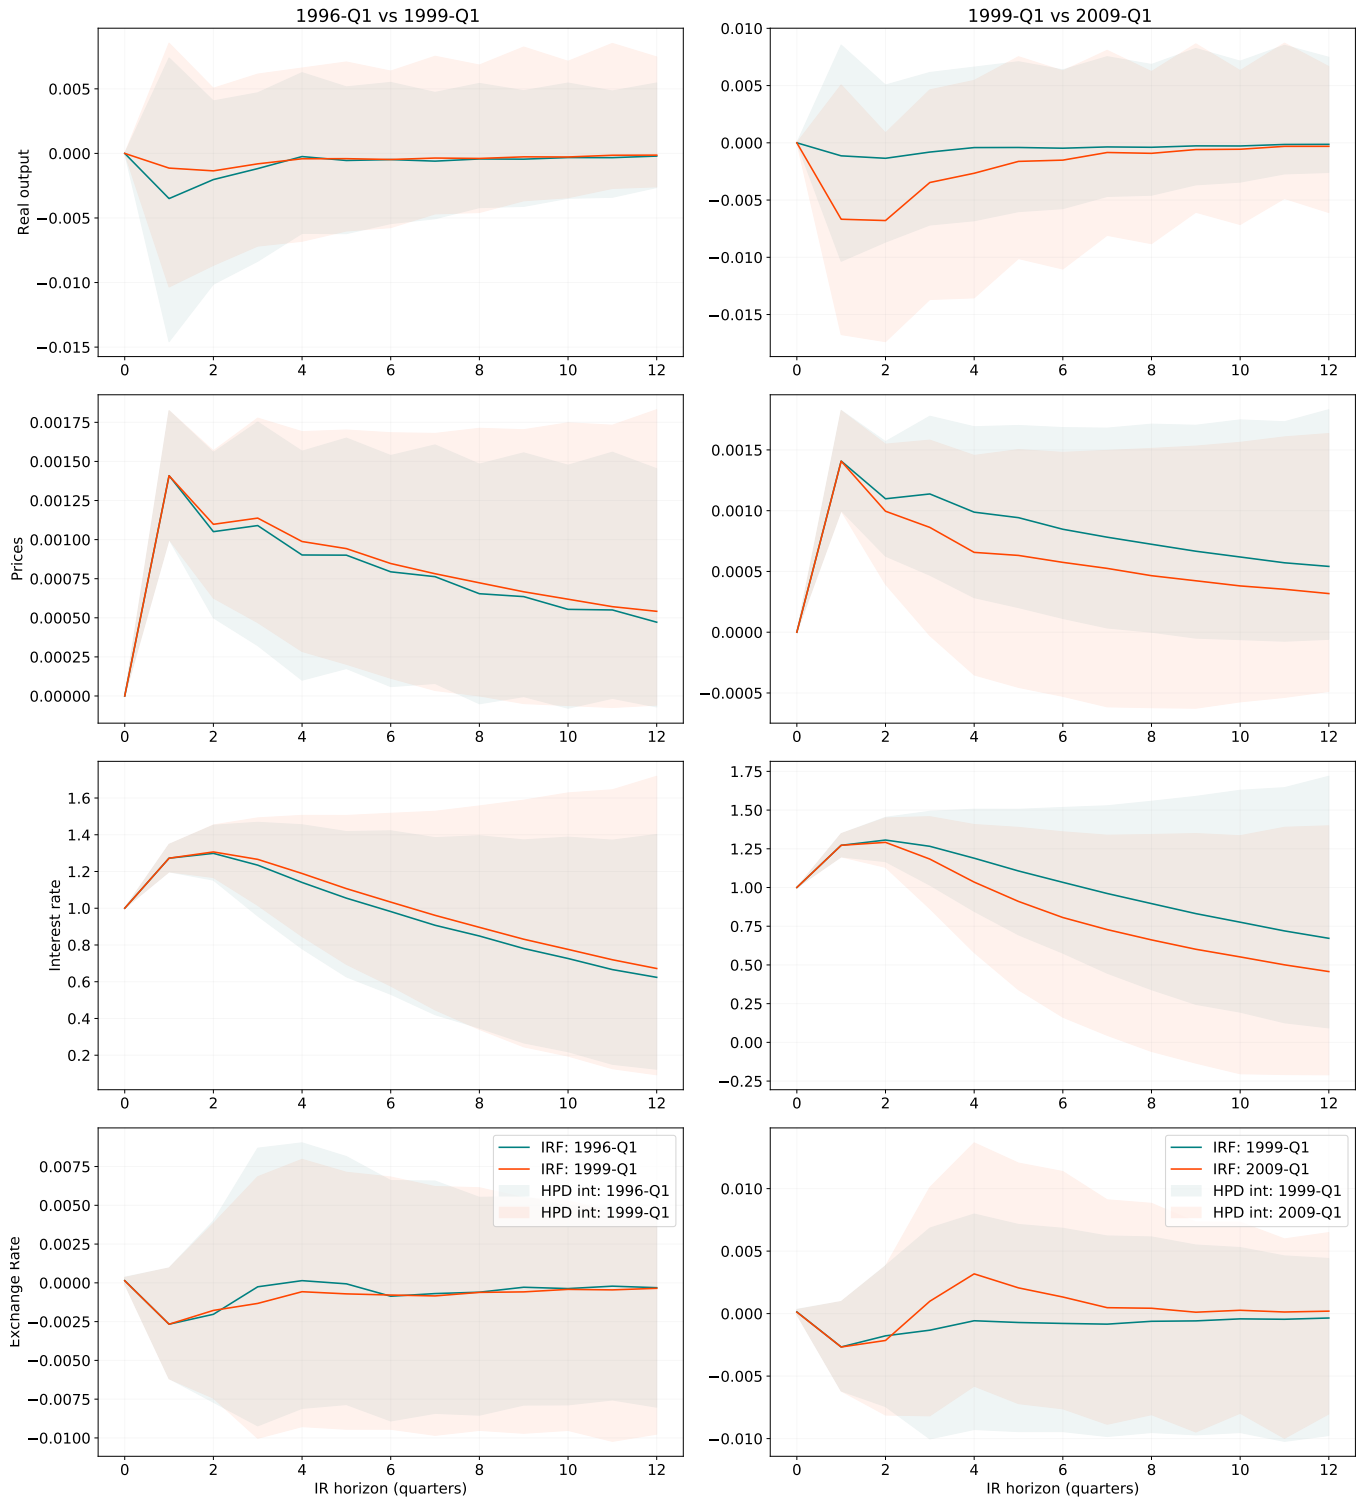 1996-Q1 vs 1999-Q1
1999-Q1 vs 2009-Q1
Real output
0.005
0.000
−0.005
−0.010
−0.015
0 2 4 6 8 10 12
0.010
0.005
0.000
−0.005
−0.010
−0.015
0 2 4 6 8 10 12
Prices
0.00175
0.00150
0.00125
0.00100
0.00075
0.00050
0.00025
0.00000
0 2 4 6 8 10 12
0.0015
0.0010
0.0005
0.0000
−0.0005
0 2 4 6 8 10 12
Interest rate
1.6
1.4
1.2
1.0
0.8
0.6
0.4
0.2
0 2 4 6 8 10 12
1.75
1.50
1.25
1.00
0.75
0.50
0.25
0.00
−0.25
0 2 4 6 8 10 12
Exchange Rate
0.0075
0.0050
0.0025
0.0000
−0.0025
−0.0050
−0.0075
−0.0100
IRF: 1996-Q1
IRF: 1999-Q1
HPD int: 1996-Q1
HPD int: 1999-Q1
0 2 4 6 8 10 12
IR horizon (quarters)
0.010
0.005
0.000
−0.005
−0.010
IRF: 1999-Q1
IRF: 2009-Q1
HPD int: 1999-Q1
HPD int: 2009-Q1
0 2 4 6 8 10 12
IR horizon (quarters)